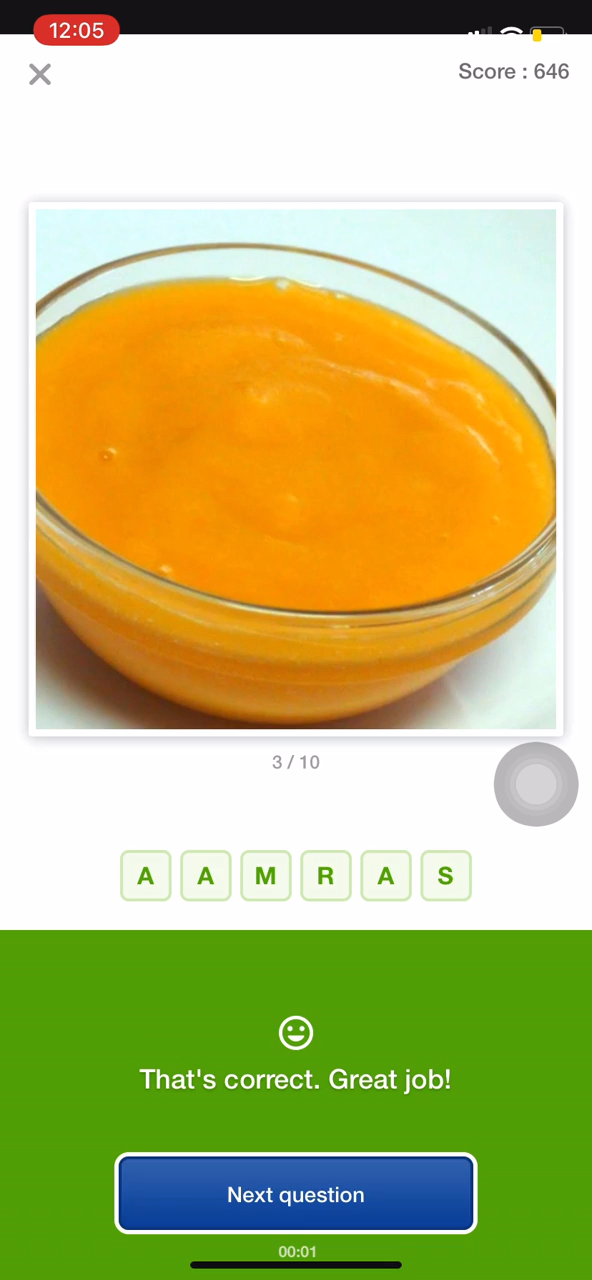 12:05
Score : 646
3 / 10
A A M R A S
That's correct. Great job!
Next question
00:01